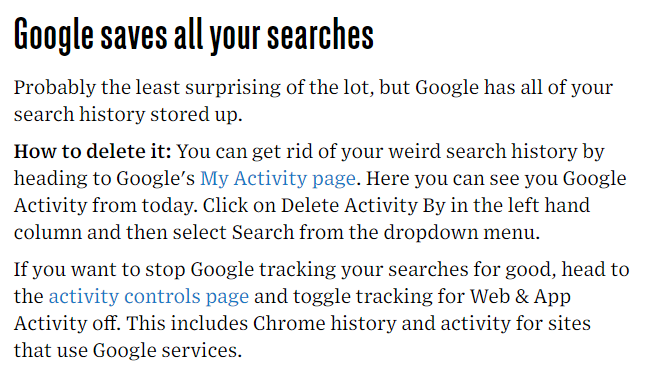 Google saves all your searches
Probably the least surprising of the lot, but Google has all of your
search history stored up.
How to delete it: You can get rid of your weird search history by
heading to Google's My Activity page. Here you can see you Google
Activity from today. Click on Delete Activity By in the left hand
column and then select Search from the dropdown menu.
If you want to stop Google tracking your searches for good, head to
the activity controls page and toggle tracking for Web & App
Activity off. This includes Chrome history and activity for sites
that use Google services.